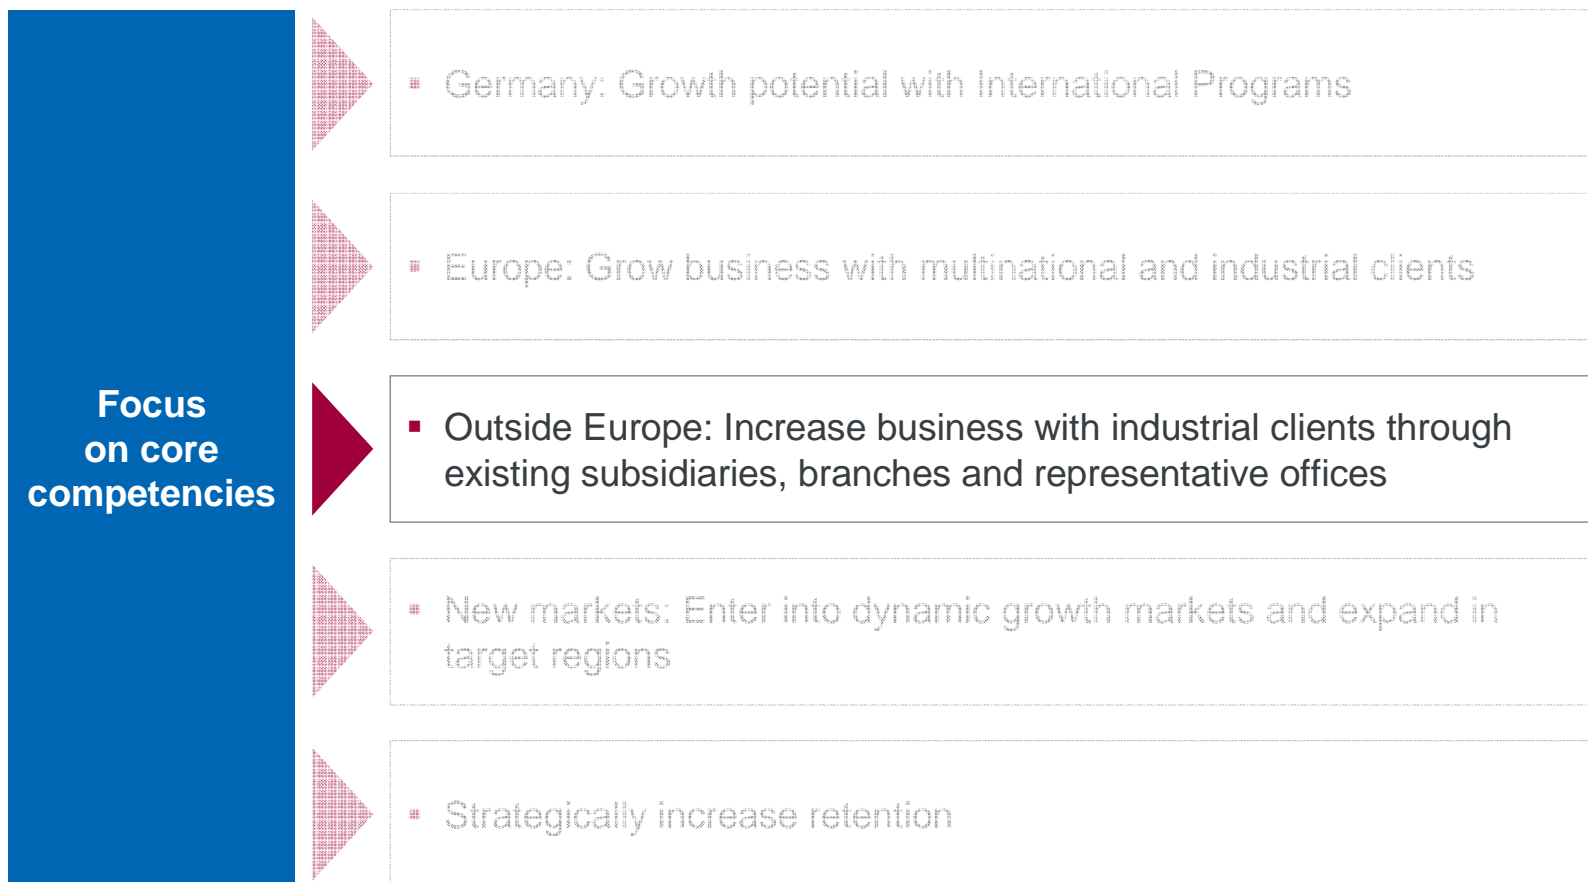 Focus
on core
competencies
▪ Germany: Growth potential with International Programs
▪ Europe: Grow business with multinational and industrial clients
▪ Outside Europe: Increase business with industrial clients through
existing subsidiaries, branches and representative offices
▪ New markets: Enter into dynamic growth markets and expand in
target regions
▪ Strategically increase retention